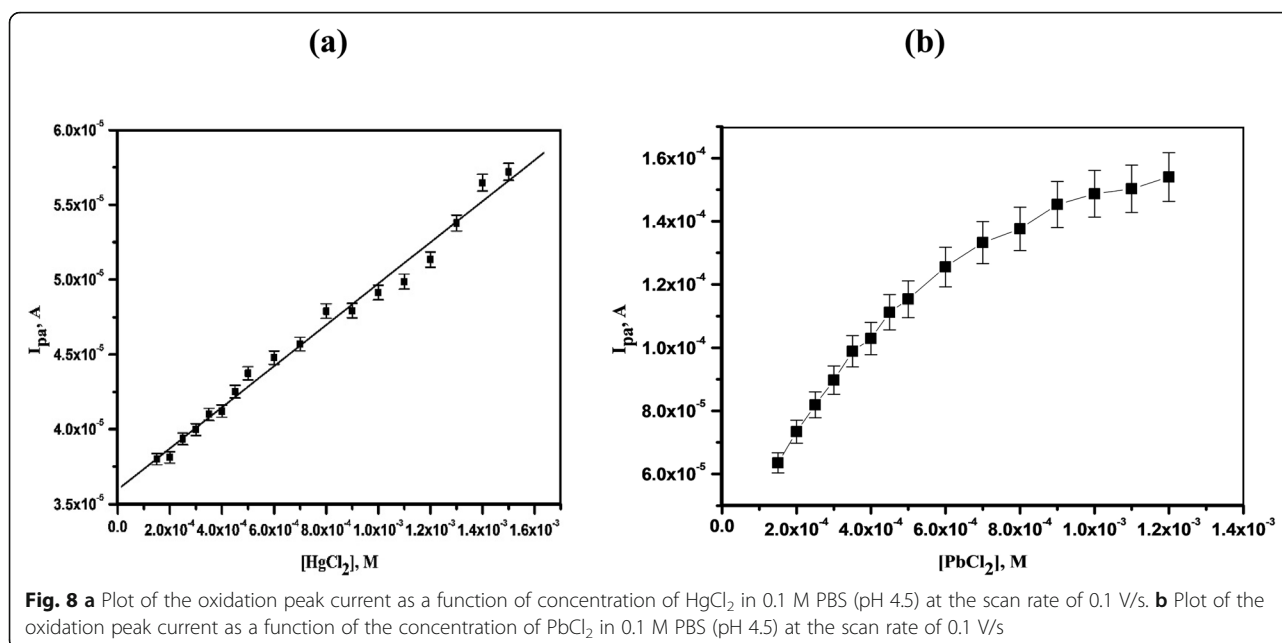 (a)
(b)
6.0x10⁻⁵
5.5x10⁻⁵
5.0x10⁻⁵
4.5x10⁻⁵
4.0x10⁻⁵
3.5x10⁻⁵
I_pa, A
0.0 2.0x10⁻⁴ 4.0x10⁻⁴ 6.0x10⁻⁴ 8.0x10⁻⁴ 1.0x10⁻³ 1.2x10⁻³ 1.4x10⁻³ 1.6x10⁻³
[HgCl₂], M
1.6x10⁻⁴
1.4x10⁻⁴
1.2x10⁻⁴
1.0x10⁻⁴
8.0x10⁻⁵
6.0x10⁻⁵
I_pa, A
0.0 2.0x10⁻⁴ 4.0x10⁻⁴ 6.0x10⁻⁴ 8.0x10⁻⁴ 1.0x10⁻³ 1.2x10⁻³ 1.4x10⁻³
[PbCl₂], M
Fig. 8 a Plot of the oxidation peak current as a function of concentration of HgCl₂ in 0.1 M PBS (pH 4.5) at the scan rate of 0.1 V/s. b Plot of the
oxidation peak current as a function of the concentration of PbCl₂ in 0.1 M PBS (pH 4.5) at the scan rate of 0.1 V/s